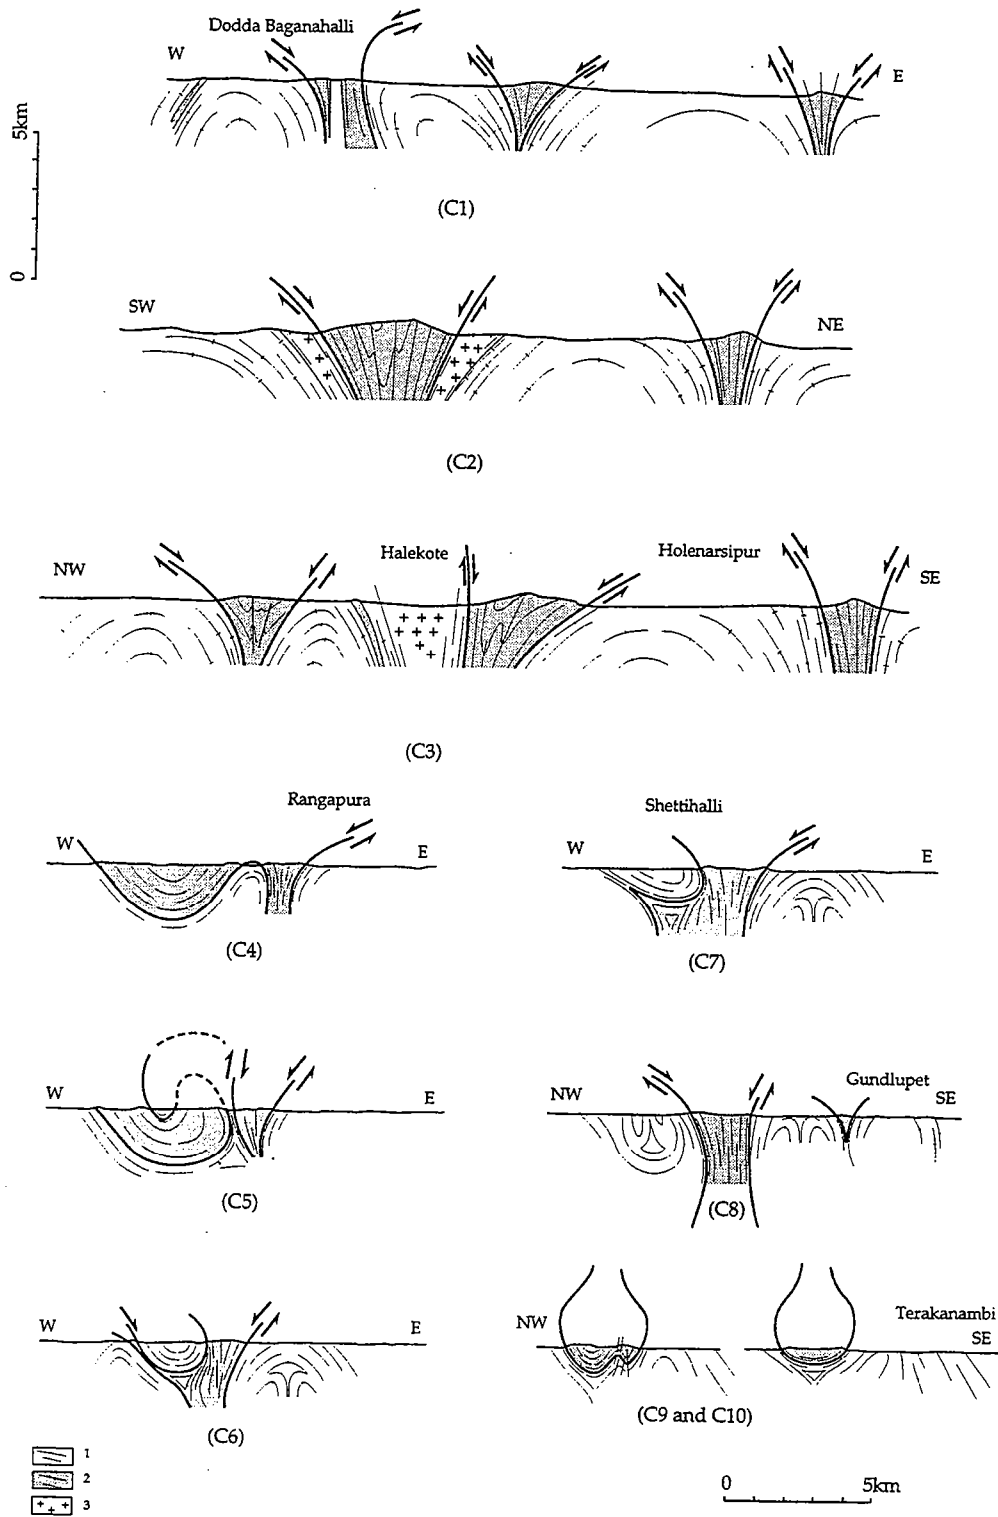 Dodda Baganahalli
W
E
5km
0
(C1)
SW
NE
(C2)
Halekote
Holenarsipur
NW
SE
(C3)
Rangapura
W
E
(C4)
Shettihalli
W
E
(C7)
W
E
(C5)
Gundlupet
NW
SE
(C8)
W
E
(C6)
Terakanambi
NW
SE
(C9 and C10)
1
2
3
0 5km